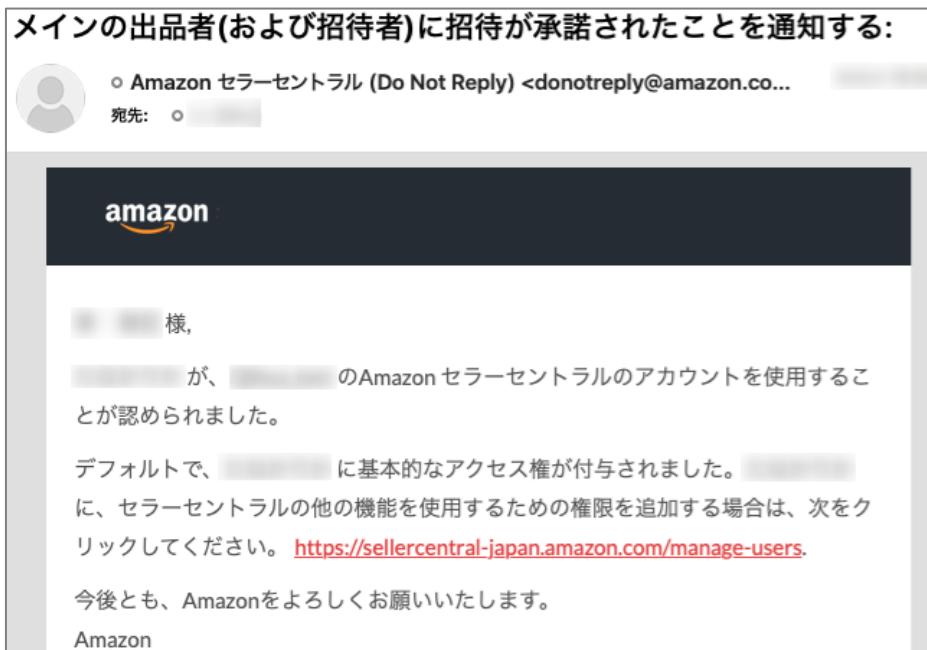 メインの出品者(および招待者)に招待が承諾されたことを通知する:
Amazon セラーセントラル (Do Not Reply) <donotreply@amazon.co...
宛先:
amazon
様,
が、 のAmazon セラーセントラルのアカウントを使用するこ
とが認められました。
デフォルトで、 に基本的なアクセス権が付与されました。
に、セラーセントラルの他の機能を使用するための権限を追加する場合は、次をク
リックしてください。 https://sellercentral-japan.amazon.com/manage-users.
今後とも、Amazonをよろしくお願いいたします。
Amazon